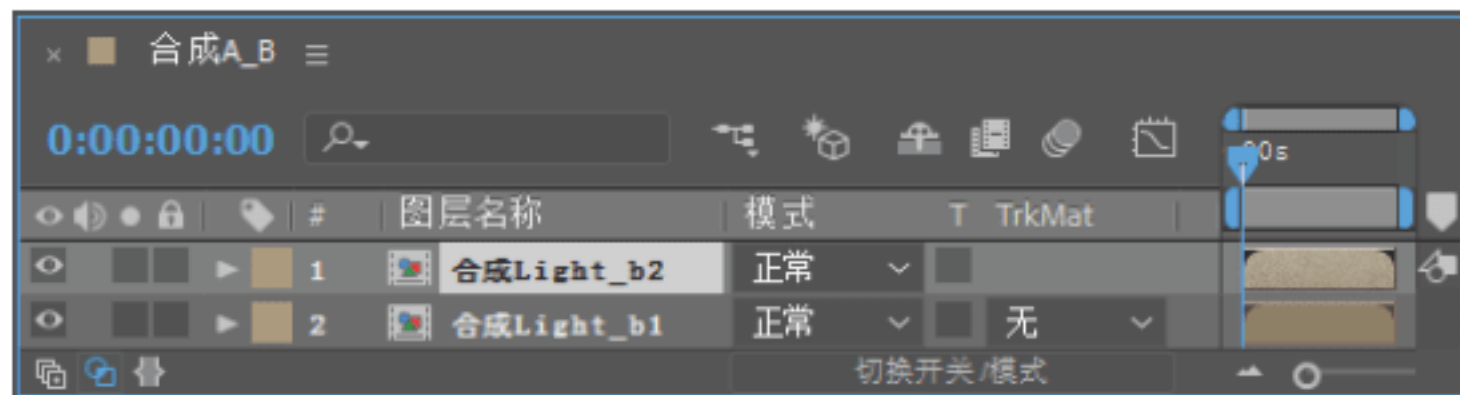 合成A_B
0:00:00:00
00s
# 图层名称 模式 T TrkMat
1 合成Light_b2 正常
2 合成Light_b1 正常 无
切换开关/模式